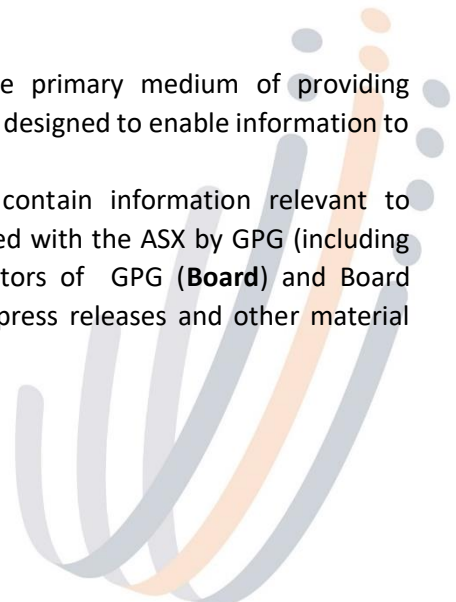 e primary medium of providing
designed to enable information to
contain information relevant to
ed with the ASX by GPG (including
tors of  GPG (Board) and Board
press releases and other material